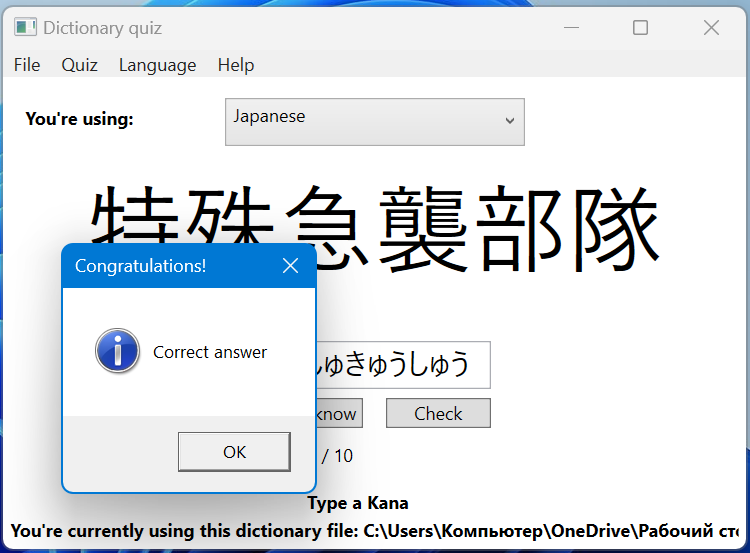 Dictionary quiz
File Quiz Language Help
You're using: Japanese
特殊急襲部隊
Congratulations!
Correct answer
しゅきゅうしゅう
know Check
OK
/ 10
Type a Kana
You're currently using this dictionary file: C:\Users\Компьютер\OneDrive\Рабочий сто